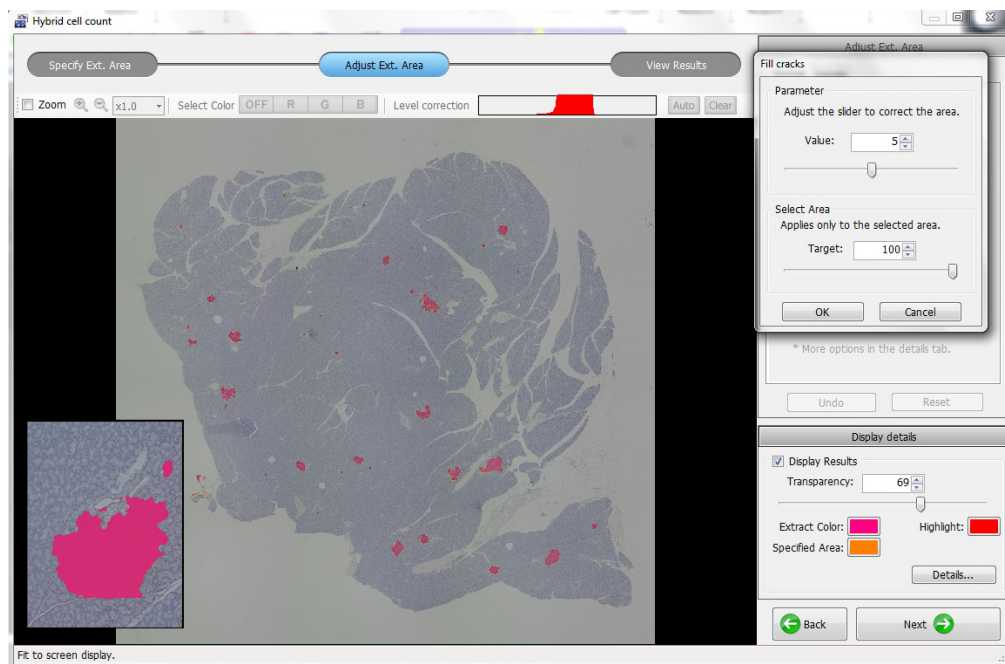 Hybrid cell count
Specify Ext. Area
Adjust Ext. Area
View Results
Adjust Ext. Area
Fill cracks
Zoom x1.0 Select Color OFF R G B Level correction Auto Clear
Parameter
Adjust the slider to correct the area.
Value: 5
Select Area
Applies only to the selected area.
Target: 100
OK Cancel
* More options in the details tab.
Undo Reset
Display details
Display Results
Transparency: 69
Extract Color: Highlight:
Specified Area:
Details...
Back Next
Fit to screen display.